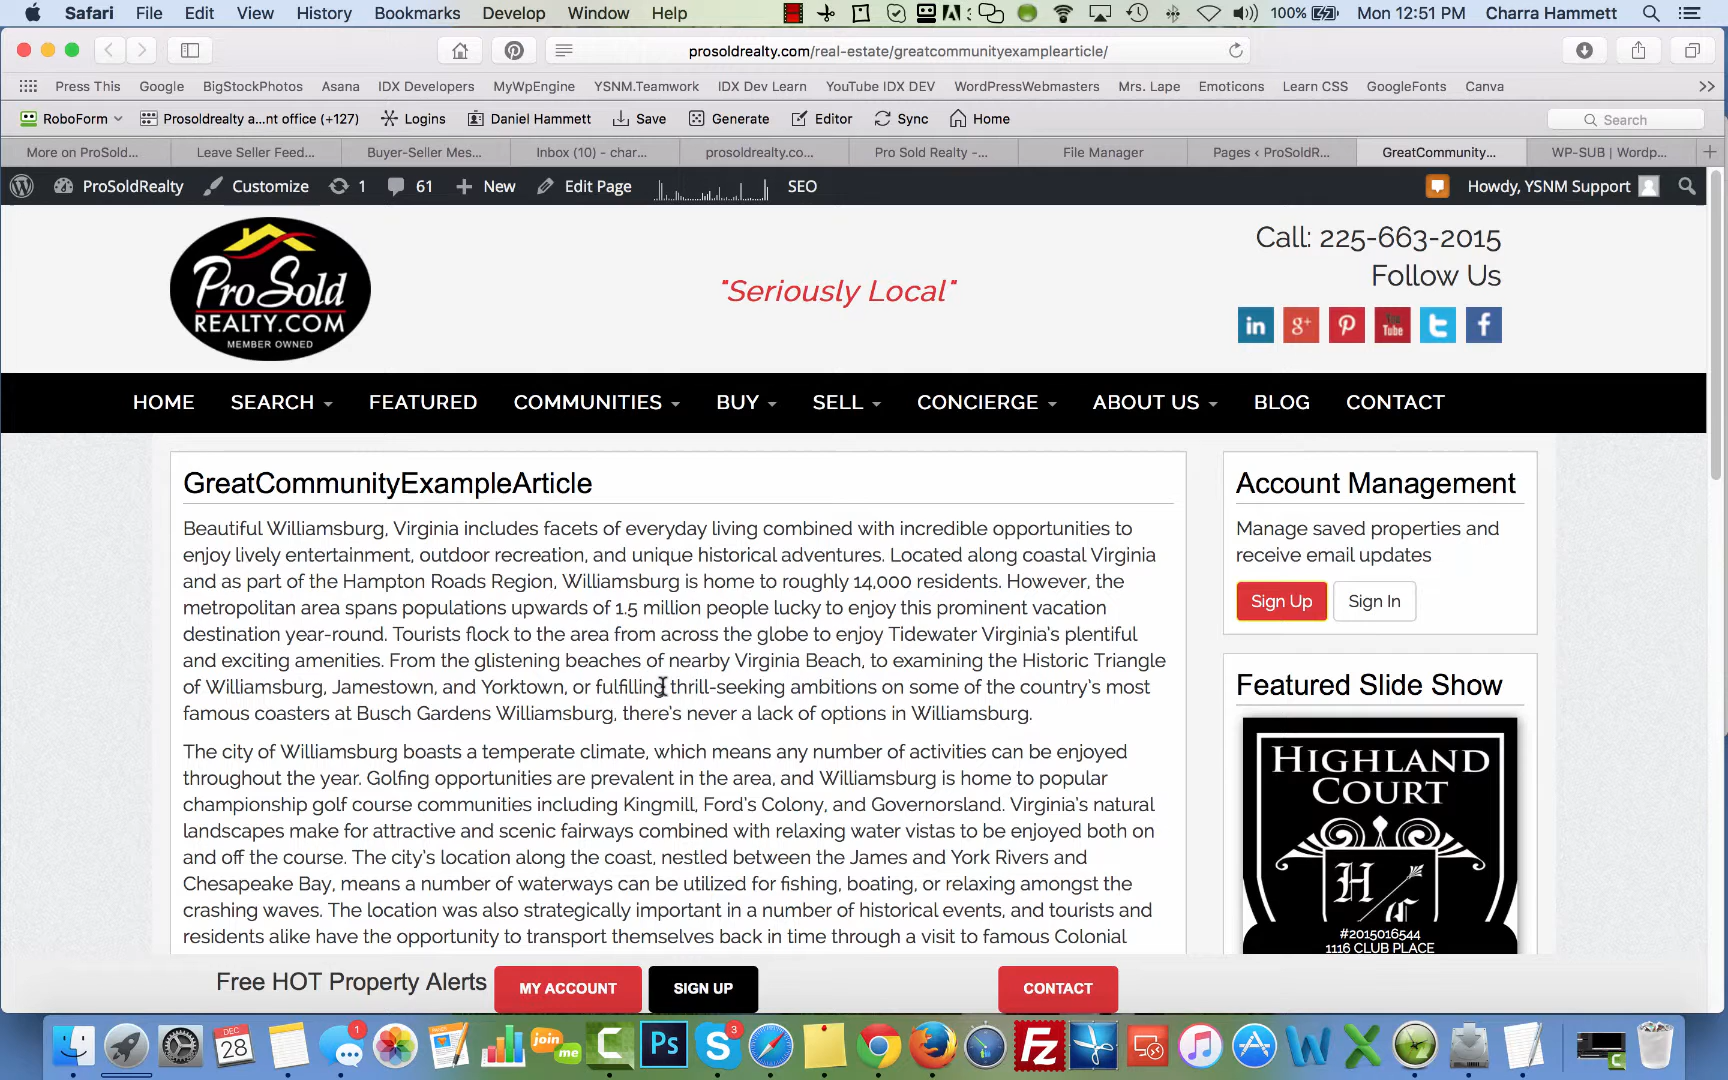 Safari File Edit View History Bookmarks Develop Window Help 100% Mon 12:51 PM Charra Hammett
prosoldrealty.com/real-estate/greatcommunityexamplearticle/
Press This Google BigStockPhotos Asana IDX Developers MyWpEngine YSNM.Teamwork IDX Dev Learn YouTube IDX DEV WordPressWebmasters Mrs. Lape Emoticons Learn CSS GoogleFonts Canva
RoboForm Prosoldrealty a...nt office (+127) Logins Daniel Hammett Save Generate Editor Sync Home Search
More on ProSold... Leave Seller Feed... Buyer-Seller Mes... Inbox (10) - char... prosoldrealty.co... Pro Sold Realty -... File Manager Pages ‹ ProSoldR... GreatCommunity... WP-SUB | Wordp...
ProSoldRealty Customize 1 61 New Edit Page SEO Howdy, YSNM Support
ProSold
REALTY.COM
MEMBER OWNED
"Seriously Local"
Call: 225-663-2015
Follow Us
in g+ You Tube f
HOME SEARCH FEATURED COMMUNITIES BUY SELL CONCIERGE ABOUT US BLOG CONTACT
GreatCommunityExampleArticle
Beautiful Williamsburg, Virginia includes facets of everyday living combined with incredible opportunities to
enjoy lively entertainment, outdoor recreation, and unique historical adventures. Located along coastal Virginia
and as part of the Hampton Roads Region, Williamsburg is home to roughly 14,000 residents. However, the
metropolitan area spans populations upwards of 1.5 million people lucky to enjoy this prominent vacation
destination year-round. Tourists flock to the area from across the globe to enjoy Tidewater Virginia's plentiful
and exciting amenities. From the glistening beaches of nearby Virginia Beach, to examining the Historic Triangle
of Williamsburg, Jamestown, and Yorktown, or fulfilling thrill-seeking ambitions on some of the country's most
famous coasters at Busch Gardens Williamsburg, there's never a lack of options in Williamsburg.
The city of Williamsburg boasts a temperate climate, which means any number of activities can be enjoyed
throughout the year. Golfing opportunities are prevalent in the area, and Williamsburg is home to popular
championship golf course communities including Kingmill, Ford's Colony, and Governorsland. Virginia's natural
landscapes make for attractive and scenic fairways combined with relaxing water vistas to be enjoyed both on
and off the course. The city's location along the coast, nestled between the James and York Rivers and
Chesapeake Bay, means a number of waterways can be utilized for fishing, boating, or relaxing amongst the
crashing waves. The location was also strategically important in a number of historical events, and tourists and
residents alike have the opportunity to transport themselves back in time through a visit to famous Colonial
Account Management
Manage saved properties and
receive email updates
Sign Up Sign In
Featured Slide Show
HIGHLAND
COURT
H
#2015016544
1116 CLUB PLACE
Free HOT Property Alerts MY ACCOUNT SIGN UP CONTACT
DEC
28
1
join
me
C
Ps
3
Fz